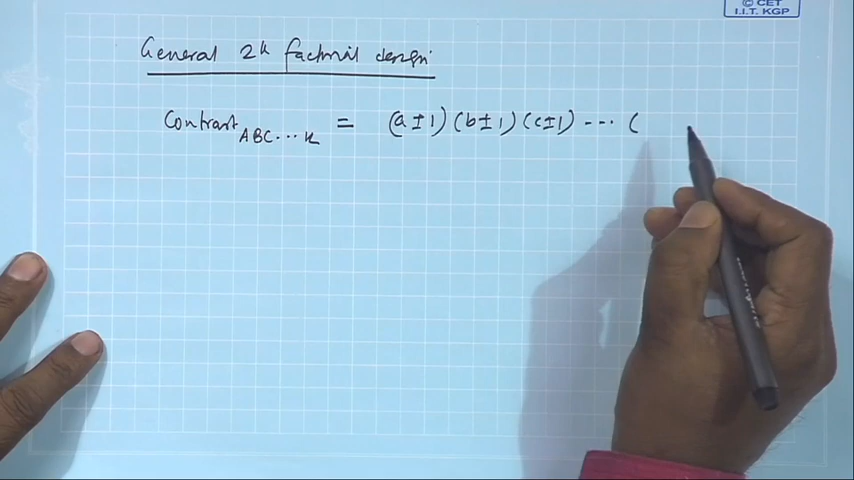 © CET
I.I.T. KGP
General 2k factorial design
Contrast ABC...k = (a ± 1) (b ± 1) (c ± 1) --- (